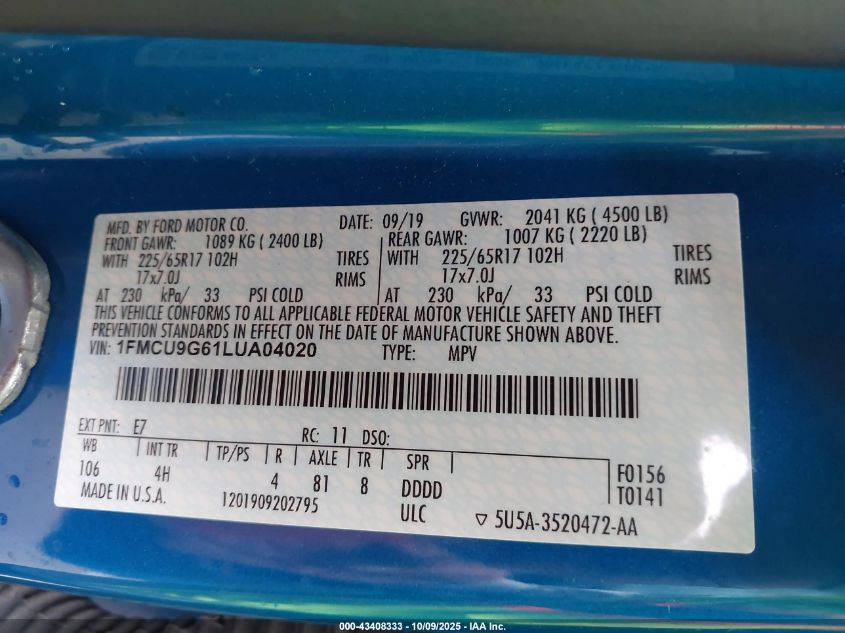 MFD. BY FORD MOTOR CO. DATE: 09/19 GVWR: 2041 KG ( 4500 LB)
FRONT GAWR: 1089 KG ( 2400 LB) REAR GAWR: 1007 KG ( 2220 LB)
WITH 225/65R17 102H TIRES WITH 225/65R17 102H TIRES
17x7.0J RIMS 17x7.0J RIMS
AT 230 kPa/ 33 PSI COLD AT 230 kPa/ 33 PSI COLD
THIS VEHICLE CONFORMS TO ALL APPLICABLE FEDERAL MOTOR VEHICLE SAFETY AND THEFT
PREVENTION STANDARDS IN EFFECT ON THE DATE OF MANUFACTURE SHOWN ABOVE.
VIN: 1FMCU9G61LUA04020 TYPE: MPV
EXT PNT: E7 RC: 11 DSO:
WB INT TR TP/PS R AXLE TR SPR
106 4H 4 81 8 DDDD F0156
MADE IN U.S.A. 1201909202795 ULC T0141
▽ 5U5A-3520472-AA
000-43408333 - 10/09/2025 - IAA Inc.